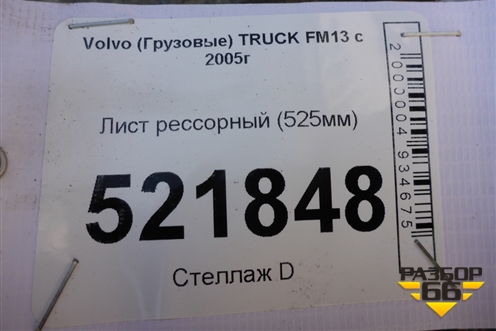 Volvo (Грузовые) TRUCK FM13 с
2005г
Лист рессорный (525мм)
521848
Стеллаж D
2000004934675
РАЗБОР
66